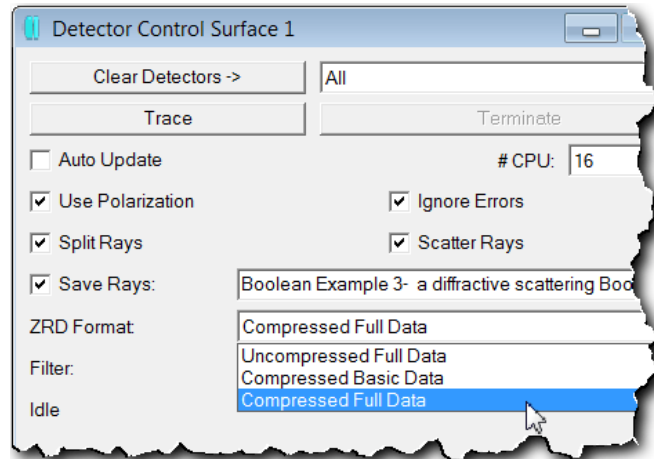 Detector Control Surface 1
Clear Detectors -> All
Trace Terminate
Auto Update # CPU: 16
Use Polarization Ignore Errors
Split Rays Scatter Rays
Save Rays: Boolean Example 3- a diffractive scattering Boo
ZRD Format: Compressed Full Data
Uncompressed Full Data
Filter:
Compressed Basic Data
Compressed Full Data
Idle